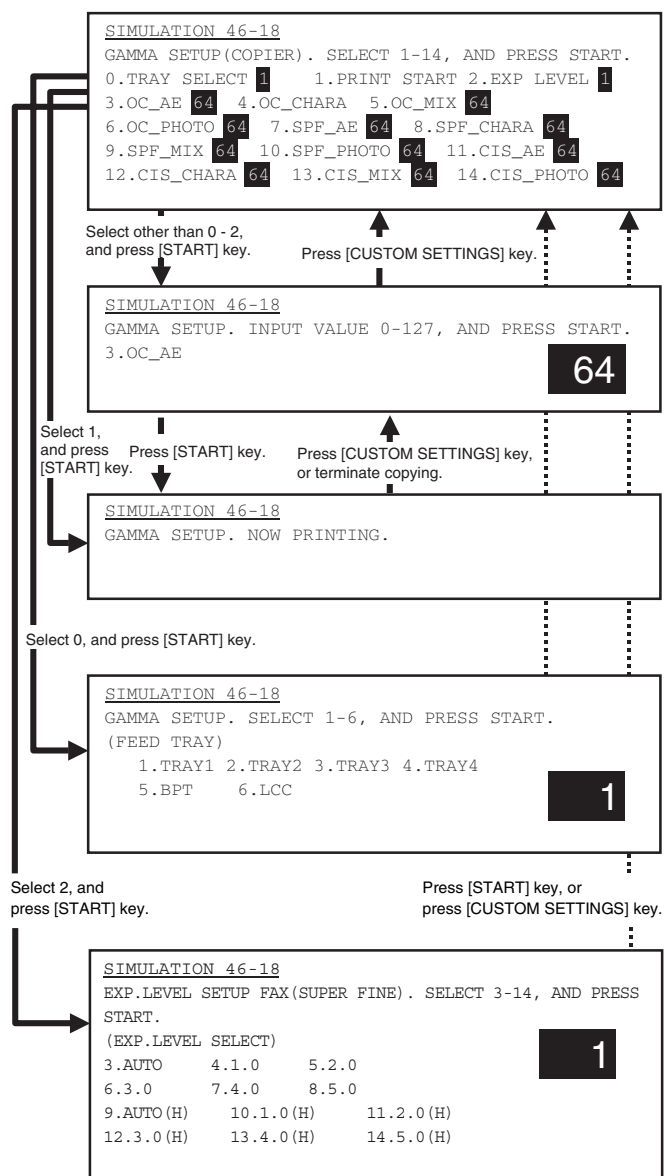 SIMULATION 46-18
GAMMA SETUP(COPIER). SELECT 1-14, AND PRESS START.
0.TRAY SELECT 1 1.PRINT START 2.EXP LEVEL 1
3.OC_AE 64 4.OC_CHARA 5.OC_MIX 64
6.OC_PHOTO 64 7.SPF_AE 64 8.SPF_CHARA 64
9.SPF_MIX 64 10.SPF_PHOTO 64 11.CIS_AE 64
12.CIS_CHARA 64 13.CIS_MIX 64 14.CIS_PHOTO 64
Select other than 0 - 2,
and press [START] key.
Press [CUSTOM SETTINGS] key.
SIMULATION 46-18
GAMMA SETUP. INPUT VALUE 0-127, AND PRESS START.
3.OC_AE
64
Select 1,
and press
[START] key.
Press [START] key.
Press [CUSTOM SETTINGS] key,
or terminate copying.
SIMULATION 46-18
GAMMA SETUP. NOW PRINTING.
Select 0, and press [START] key.
SIMULATION 46-18
GAMMA SETUP. SELECT 1-6, AND PRESS START.
(FEED TRAY)
1.TRAY1 2.TRAY2 3.TRAY3 4.TRAY4
5.BPT 6.LCC
1
Select 2, and
press [START] key.
Press [START] key, or
press [CUSTOM SETTINGS] key.
SIMULATION 46-18
EXP.LEVEL SETUP FAX(SUPER FINE). SELECT 3-14, AND PRESS
START.
(EXP.LEVEL SELECT)
1
3.AUTO 4.1.0 5.2.0
6.3.0 7.4.0 8.5.0
9.AUTO(H) 10.1.0(H) 11.2.0(H)
12.3.0(H) 13.4.0(H) 14.5.0(H)